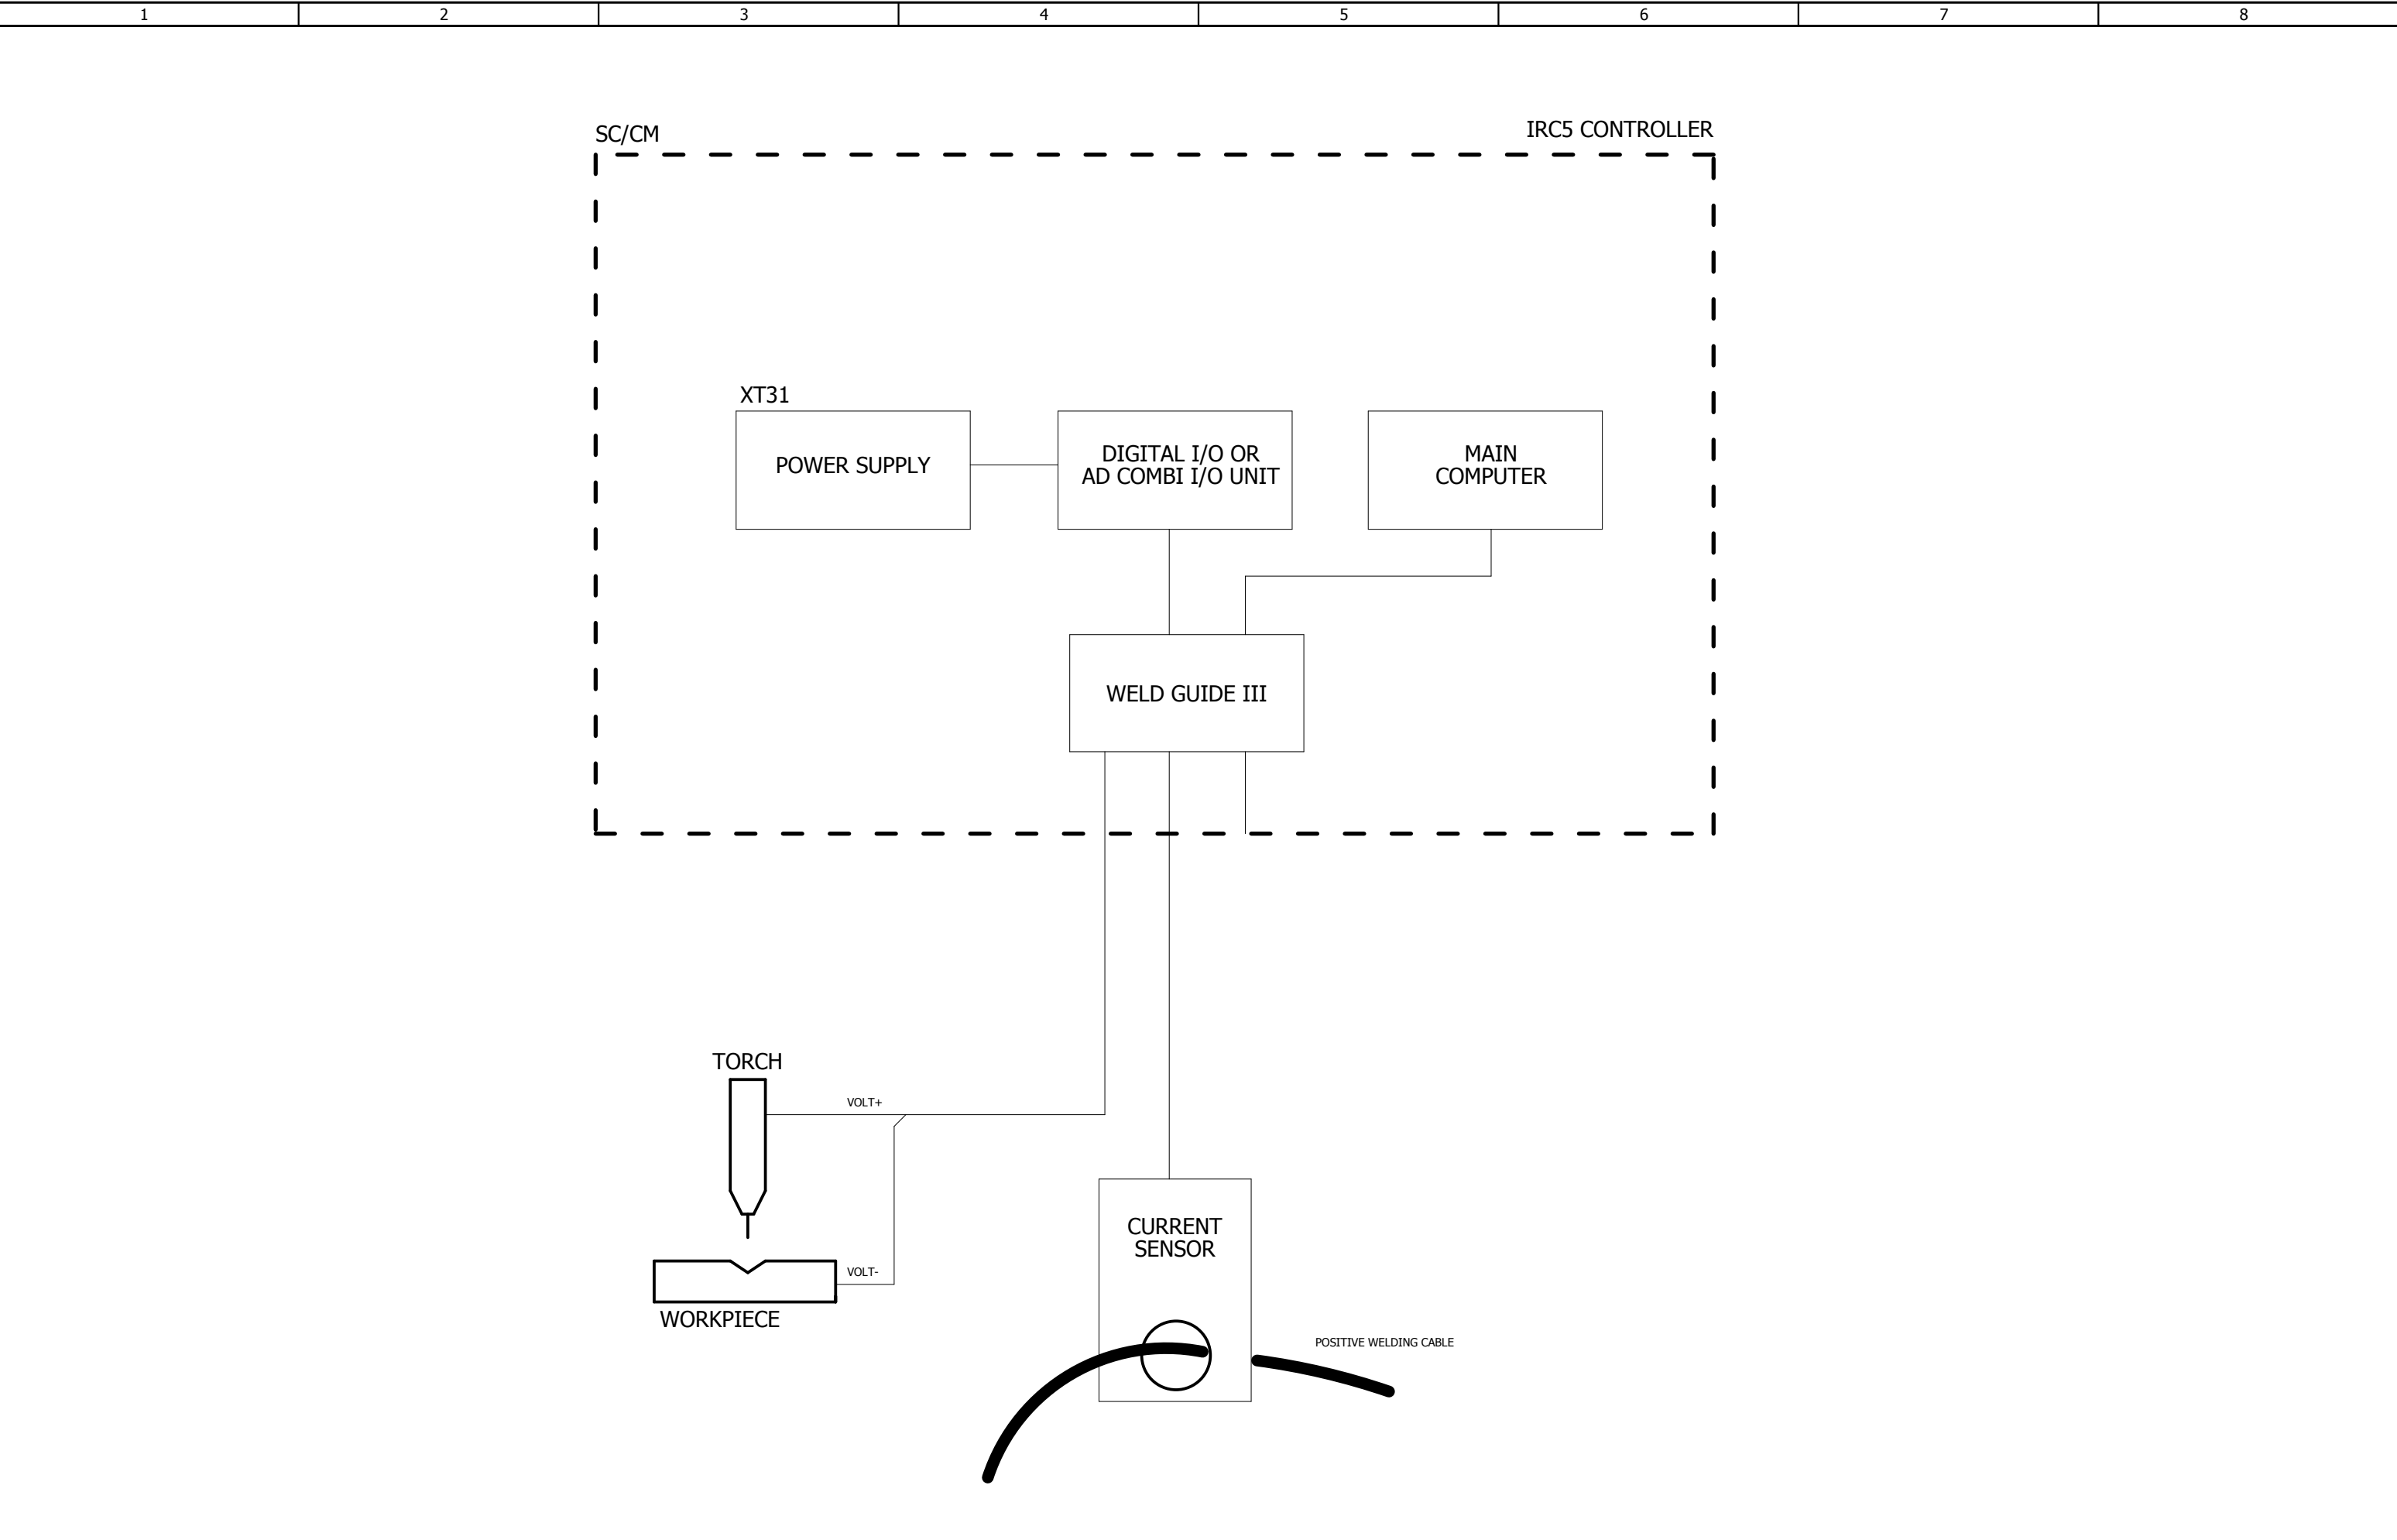 1 2 3 4 5 6 7 8
SC/CM
IRC5 CONTROLLER
XT31
POWER SUPPLY
DIGITAL I/O OR
AD COMBI I/O UNIT
MAIN
COMPUTER
WELD GUIDE III
TORCH
VOLT+
VOLT-
WORKPIECE
CURRENT
SENSOR
POSITIVE WELDING CABLE